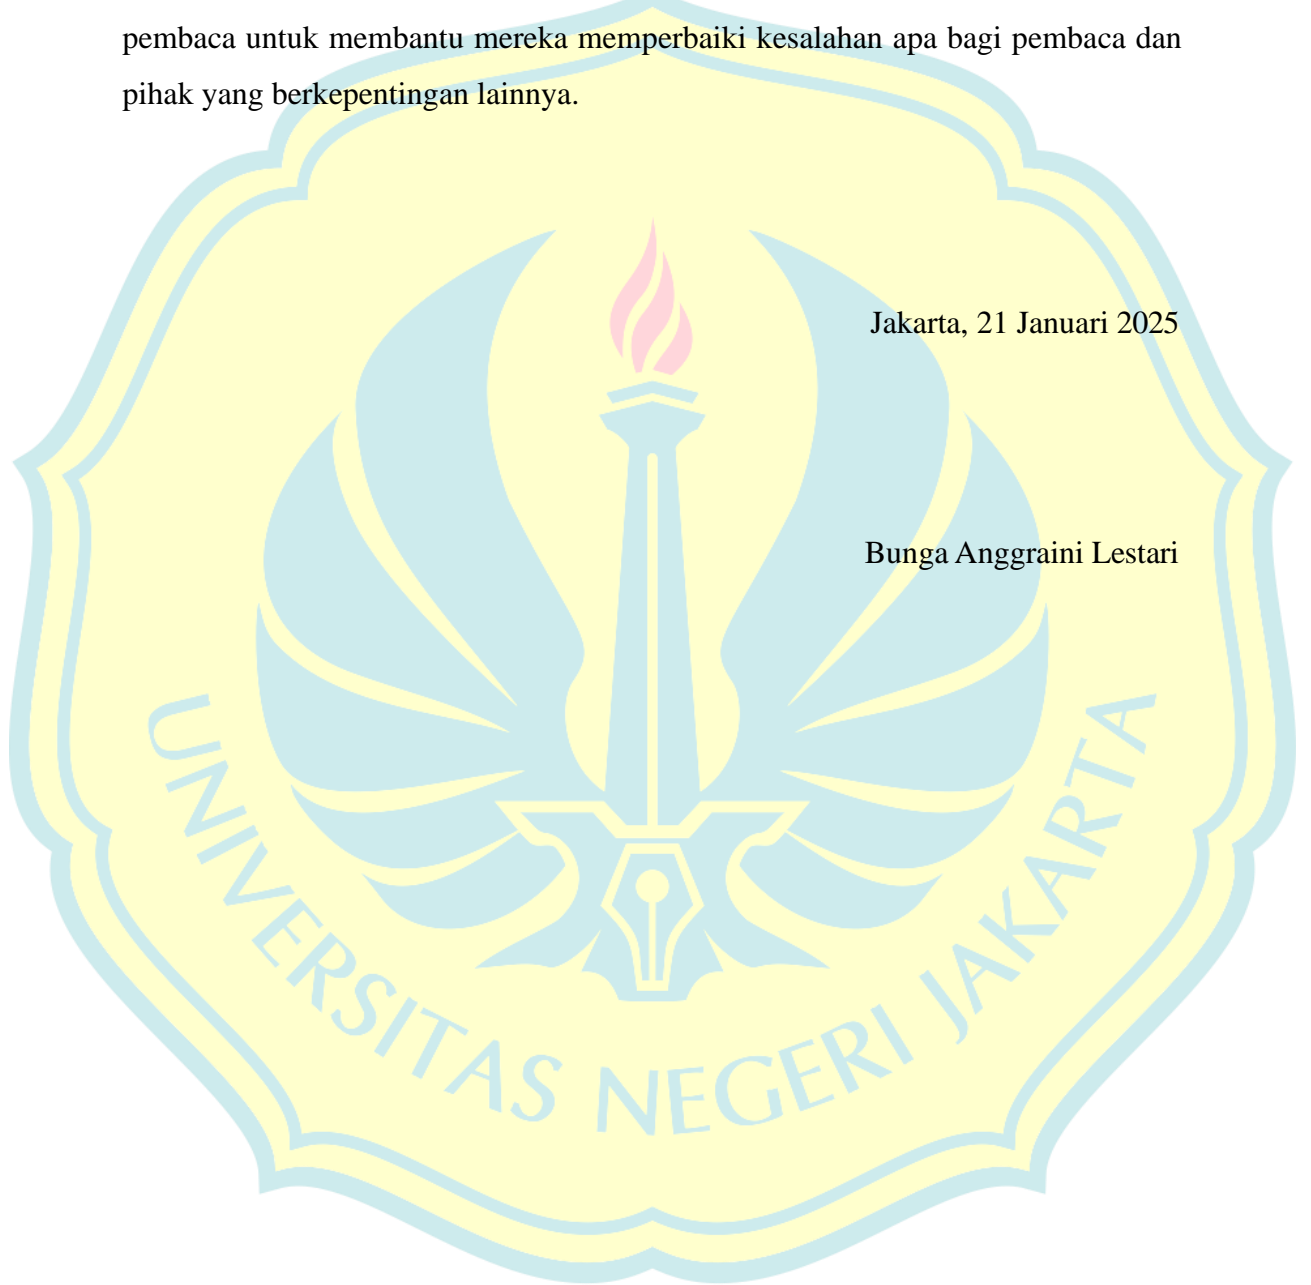 pembaca untuk membantu mereka memperbaiki kesalahan apa bagi pembaca dan
pihak yang berkepentingan lainnya.
Jakarta, 21 Januari 2025
Bunga Anggraini Lestari
UNIVERSITAS NEGERI JAKARTA